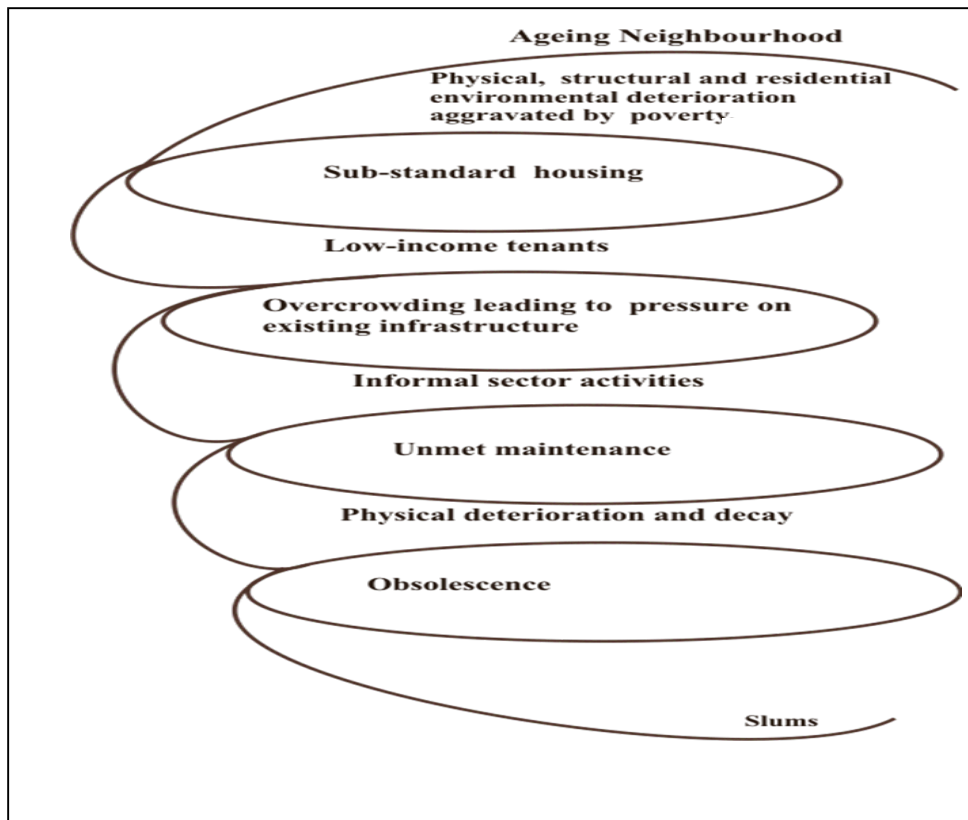 Ageing Neighbourhood
Physical, structural and residential
environmental deterioration
aggravated by poverty
Sub-standard housing
Low-income tenants
Overcrowding leading to pressure on
existing infrastructure
Informal sector activities
Unmet maintenance
Physical deterioration and decay
Obsolescence
Slums